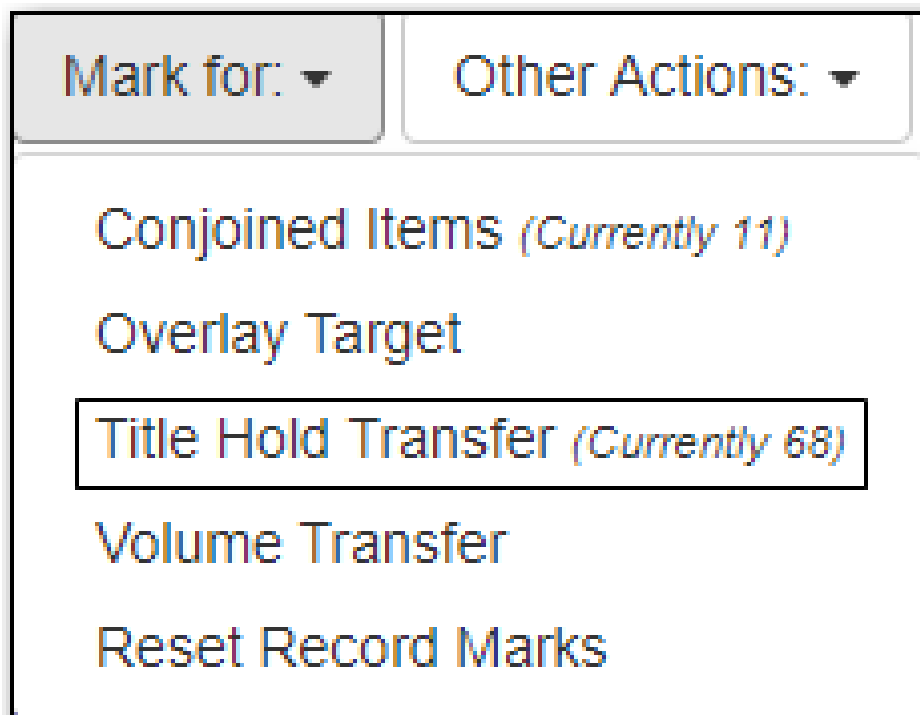 Mark for: Other Actions:
Conjoined Items (Currently 11)
Overlay Target
Title Hold Transfer (Currently 68)
Volume Transfer
Reset Record Marks